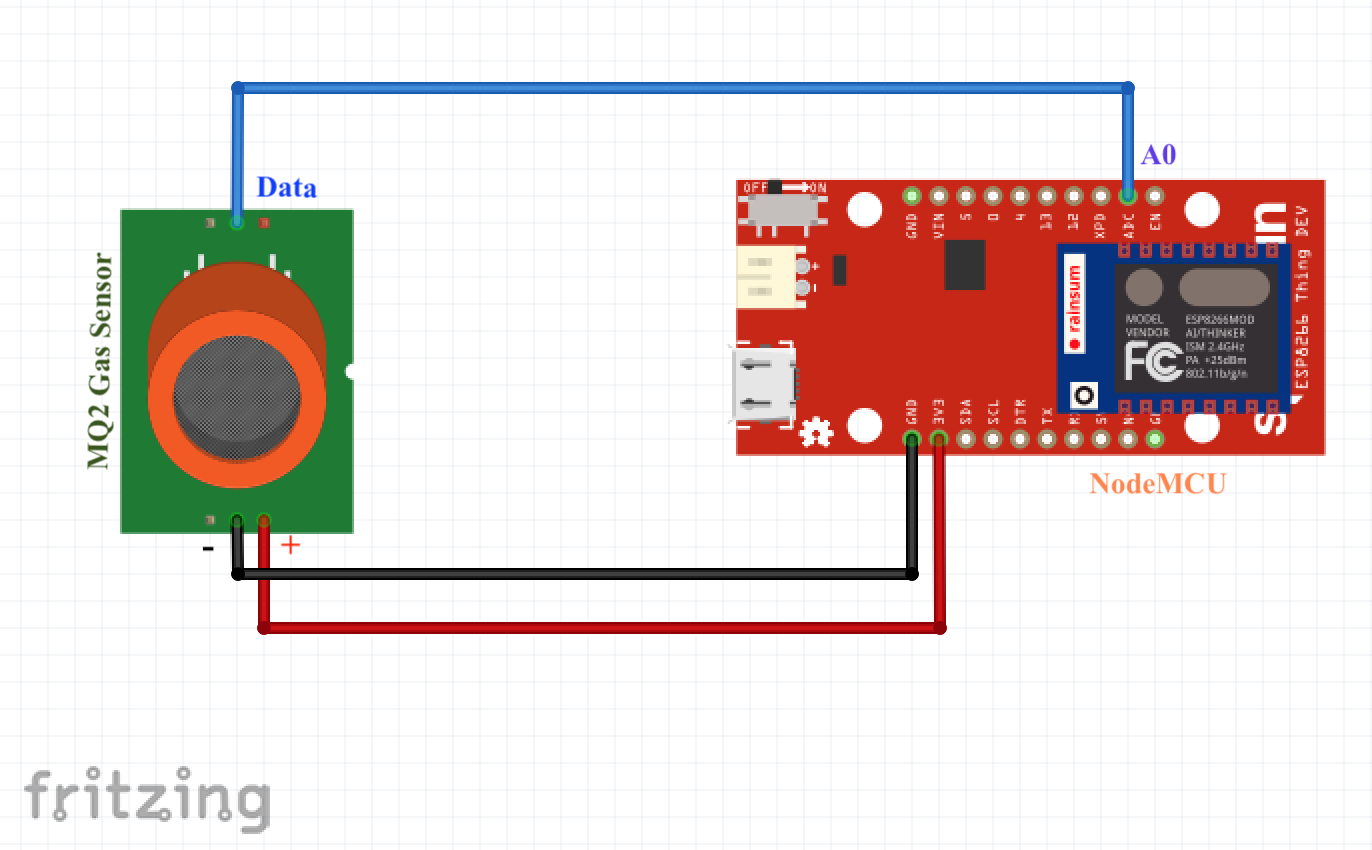 Data
A0
MQ2 Gas Sensor
- +
OFF ON
GND VIN 5 0 4 13 12 XPD ADC EN
+
-
rainsum
MODEL ESP8266MOD
VENDOR AI/THINKER
ISM 2.4GHz
PA +25dBm
802.11b/g/n
FC
ESP8266 Thing DEV
GND 3V3 SDA SCL DTR TX
NodeMCU
fritzing